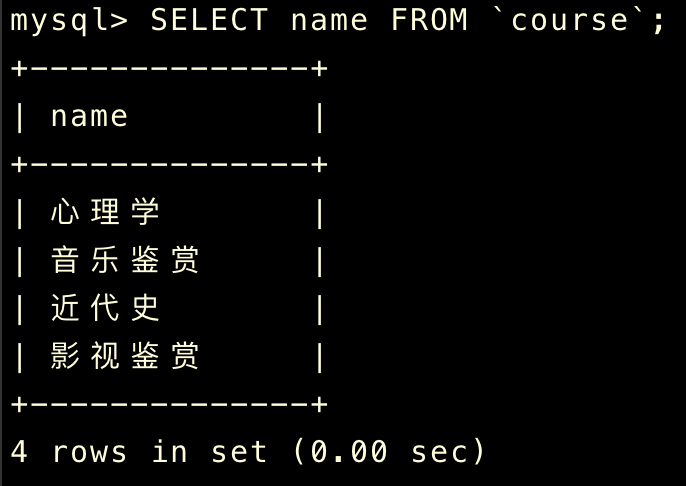 mysql> SELECT name FROM `course`;
+--------------+
| name         |
+--------------+
| 心理学       |
| 音乐鉴赏     |
| 近代史       |
| 影视鉴赏     |
+--------------+
4 rows in set (0.00 sec)